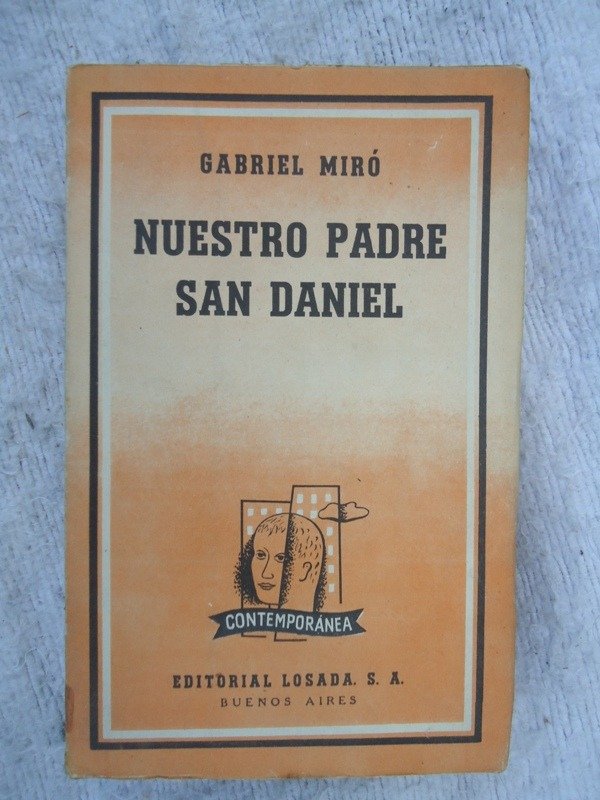 GABRIEL MIRÓ
NUESTRO PADRE
SAN DANIEL
CONTEMPORÁNEA
EDITORIAL LOSADA. S. A.
BUENOS AIRES